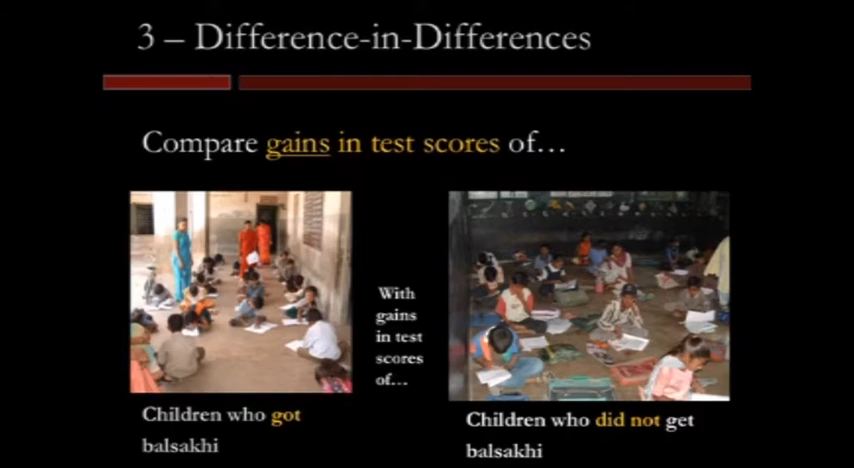 3 – Difference-in-Differences
Compare gains in test scores of…
With
gains
in test
scores
of…
Children who got
balsakhi
Children who did not get
balsakhi